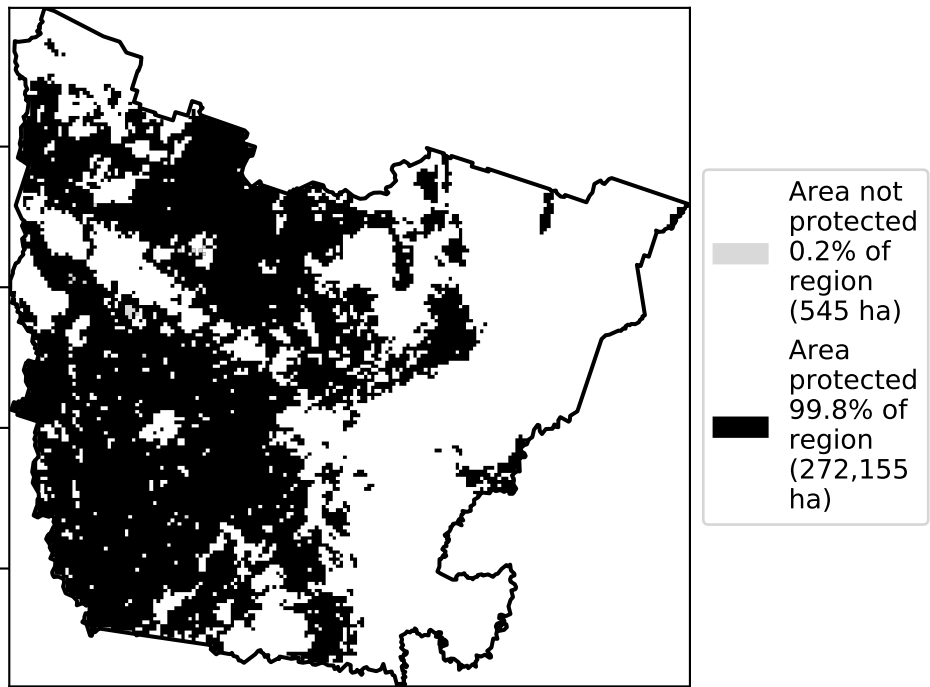 Area not
protected
0.2% of
region
(545 ha)
Area
protected
99.8% of
region
(272,155
ha)